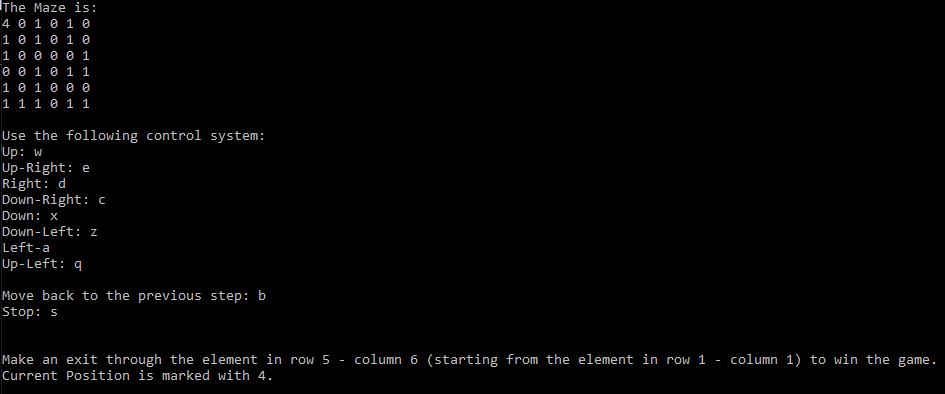 The Maze is:
4 0 1 0 1 0
1 0 1 0 1 0
1 0 0 0 0 1
0 0 1 0 1 1
1 0 1 0 0 0
1 1 1 0 1 1
Use the following control system:
Up: w
Up-Right: e
Right: d
Down-Right: c
Down: x
Down-Left: z
Left-a
Up-Left: q
Move back to the previous step: b
Stop: s
Make an exit through the element in row 5 - column 6 (starting from the element in row 1 - column 1) to win the game.
Current Position is marked with 4.